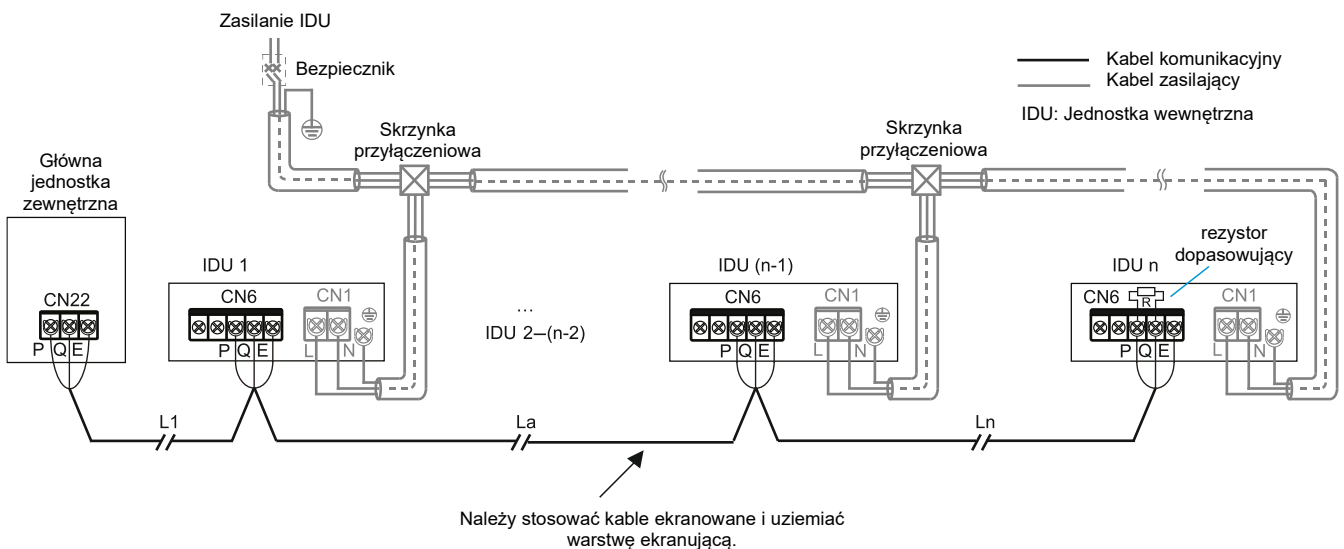 Zasilanie IDU
Bezpiecznik
Kabel komunikacyjny
Kabel zasilający
IDU: Jednostka wewnętrzna
Skrzynka
przyłączeniowa
Skrzynka
przyłączeniowa
Główna
jednostka
zewnętrzna
rezystor
dopasowujący
IDU 1
IDU (n-1)
IDU n
CN22
CN6
CN1
...
IDU 2–(n-2)
CN6
CN1
CN6
R
CN1
P Q E
P Q E
L N
P Q E
L N
P Q E
L N
L1
La
Ln
Należy stosować kable ekranowane i uziemiać
warstwę ekranującą.